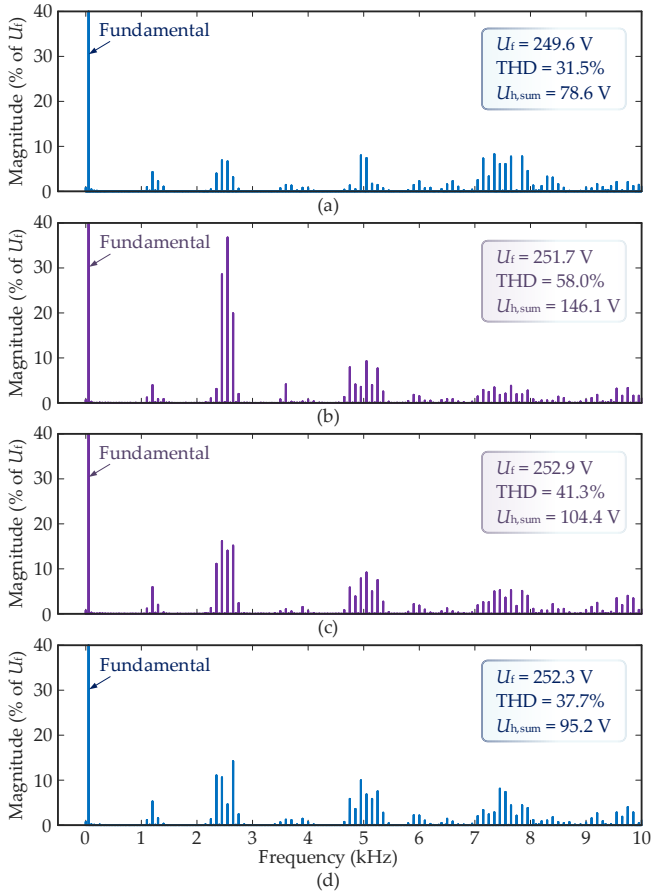 40
30
20
10
0
Magnitude (% of Uf)
Fundamental
Uf = 249.6 V
THD = 31.5%
Uh,sum = 78.6 V
(a)
40
30
20
10
0
Magnitude (% of Uf)
Fundamental
Uf = 251.7 V
THD = 58.0%
Uh,sum = 146.1 V
(b)
40
30
20
10
0
Magnitude (% of Uf)
Fundamental
Uf = 252.9 V
THD = 41.3%
Uh,sum = 104.4 V
(c)
40
30
20
10
0
Magnitude (% of Uf)
Fundamental
Uf = 252.3 V
THD = 37.7%
Uh,sum = 95.2 V
0 1 2 3 4 5 6 7 8 9 10
Frequency (kHz)
(d)